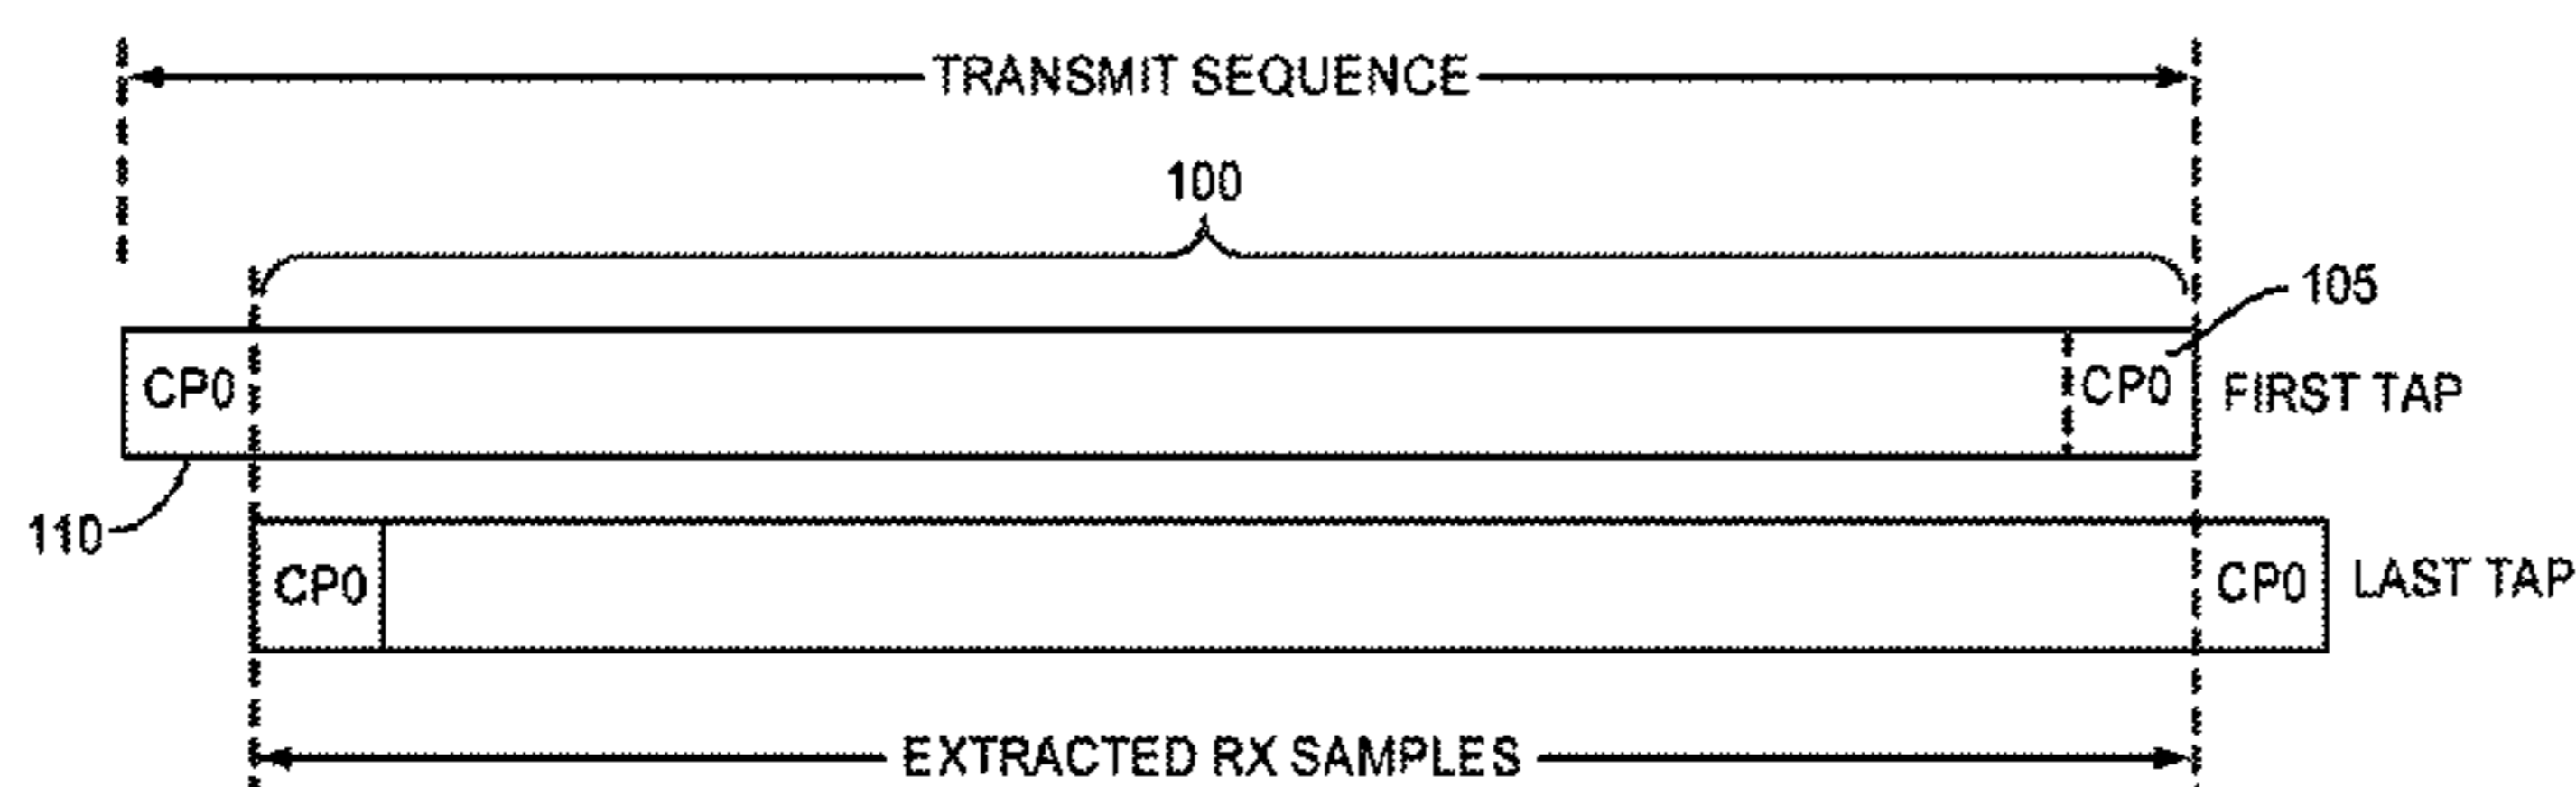 TRANSMIT SEQUENCE
100
105
CP0 CP0 FIRST TAP
110
CP0 CP0 LAST TAP
EXTRACTED RX SAMPLES